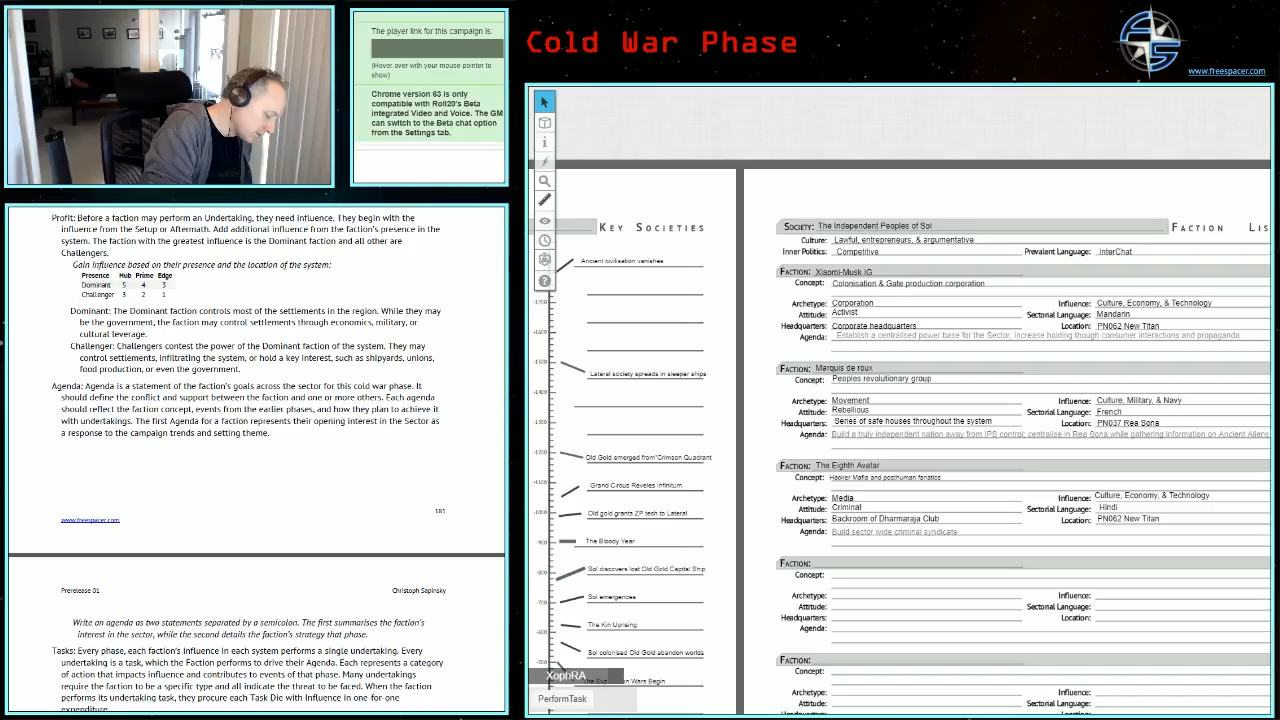 The player link for this campaign is:
(Hover over with your mouse pointer to
show)
Chrome version 63 is only
compatible with Roll20's Beta
integrated Video and Voice. The GM
can switch to the Beta chat option
from the Settings tab.
Cold War Phase
www.freespacer.com
Profit: Before a faction may perform an Undertaking, they need influence. They begin with the
influence from the Setup or Aftermath. Add additional influence from the faction's presence in the
system. The faction with the greatest influence is the Dominant faction and all other are
Challengers.
Gain influence based on their presence and the location of the system:
Presence Hub Prime Edge
Dominant 5 4 3
Challenger 3 2 1
Dominant: The Dominant faction controls most of the settlements in the region. While they may
be the government, the faction may control settlements through economics, military, or
cultural leverage.
Challenger: Challengers contest the power of the Dominant faction of the system. They may
control settlements, infiltrating the system, or hold a key interest, such as shipyards, unions,
food production, or even the government.
Agenda: Agenda is a statement of the faction's goals across the sector for this cold war phase. It
should define the conflict and support between the faction and one or more others. Each agenda
should reflect the faction concept, events from the earlier phases, and how they plan to achieve it
with undertakings. The first Agenda for a faction represents their opening interest in the Sector as
a response to the campaign trends and setting theme.
181
www.freespacer.com
Prerelease 01 Christoph Sapinsky
Write an agenda as two statements separated by a semicolon. The first summarises the faction's
interest in the sector, while the second details the faction's strategy that phase.
Tasks: Every phase, each faction's influence in each system performs a single undertaking. Every
undertaking is a task, which the Faction performs to drive their Agenda. Each represents a category
of action that impacts influence and contributes to events of that phase. Many undertakings
require the faction to be a specific type and all indicate the threat to be faced. When the faction
performs its undertaking task, they procure each Task Die with Influence in one-for-one
expenditure.
Key Societies
Ancient civilisation vanishes
-1700
-1600
-1500
Lateral society spreads in sleeper ships
-1400
-1300
-1200
Old Gold emerged from"Crimson Quadrant
-1100
Grand Circus Reveles Infinitum
-1000
Old gold grants ZP tech to Lateral
-900
The Bloody Year
-800
Sol discovers lost Old Gold Capital Ship
-700
Sol emergences
-600
The Kin Uprising
Sol colonised Old Gold abandon worlds
-500
Wars Begin
XophRA
PerformTask
Society: The Independent Peoples of Sol
Faction Lis
Culture: Lawful, entrepreneurs, & argumentative
Inner Politics: Competitive Prevalent Language: InterChat
Faction: Xiaomi-Musk IG
Concept: Colonisation & Gate production corporation
Archetype: Corporation Influence: Culture, Economy, & Technology
Attitude: Activist Sectorial Language: Mandarin
Headquarters: Corporate headquarters Location: PN062 New Titan
Agenda: Establish a centralised power base for the Sector; increase holding though consumer interactions and propaganda
Faction: Marquis de roux
Concept: Peoples revolutionary group
Archetype: Movement Influence: Culture, Military, & Navy
Attitude: Rebellious Sectorial Language: French
Headquarters: Series of safe houses throughout the system Location: PN037 Rea Sona
Agenda: Build a truly independent nation away from IPS control; centralise in Rea Sona while gathering information on Ancient Aliens
Faction: The Eighth Avatar
Concept: Hacker Mafia and posthuman fanatics
Archetype: Media Influence: Culture, Economy, & Technology
Attitude: Criminal Sectorial Language: Hindi
Headquarters: Backroom of Dharmaraja Club Location: PN062 New Titan
Agenda: Build sector wide criminal syndicate
Faction:
Concept:
Archetype: Influence:
Attitude: Sectorial Language:
Headquarters: Location:
Agenda:
Faction:
Concept:
Archetype: Influence:
Attitude: Sectorial Language:
Headquarters: Location: